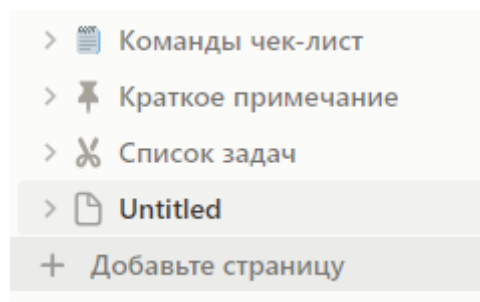 Команды чек-лист
Краткое примечание
Список задач
Untitled
Добавьте страницу